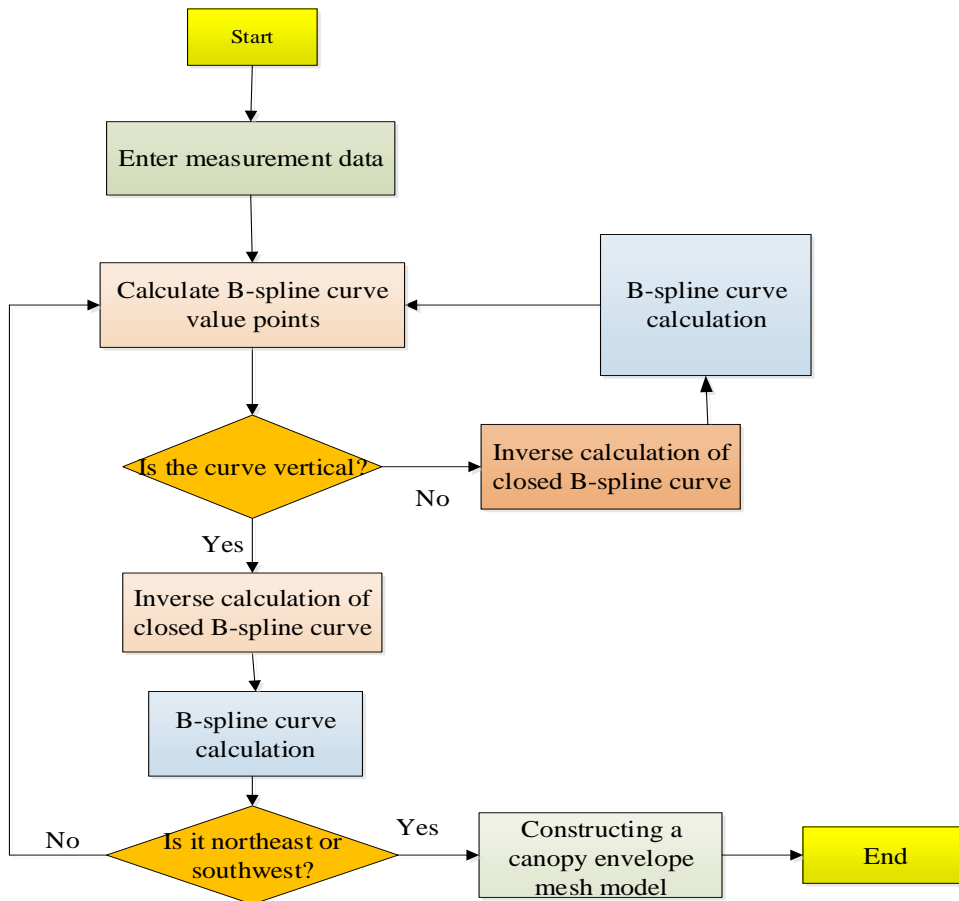 Start
Enter measurement data
Calculate B-spline curve
value points
B-spline curve
calculation
Is the curve vertical?
No
Inverse calculation of
closed B-spline curve
Yes
Inverse calculation of
closed B-spline curve
B-spline curve
calculation
No
Is it northeast or
southwest?
Yes
Constructing a
canopy envelope
mesh model
End